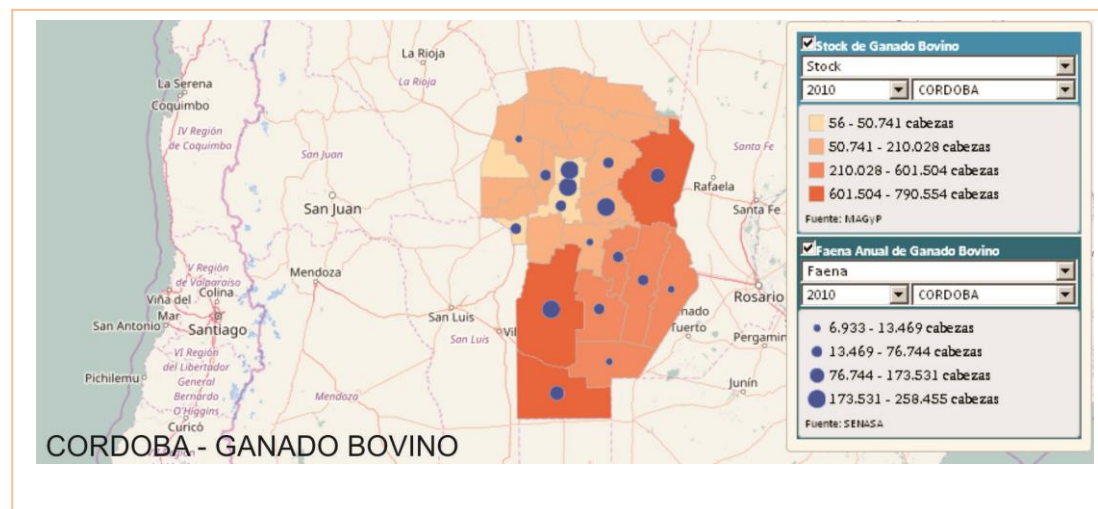 La Rioja
La Rioja
La Serena
Coquimbo
IV Región
de Coquimbo
San Juan
San Juan
Santa Fe
Rafaela
Santa Fe
V Región
de Valparaíso
Mendoza
Viña del
Mar
Colina
San Antonio
Santiago
San Luis
San Luis
Rosario
Pergamin
VI Región
del Libertador
General
Bernardo
O'Higgins
Pichilemu
Mendoza
Junín
Curicó
CORDOBA - GANADO BOVINO
Stock de Ganado Bovino
Stock
2010 CORDOBA
56 - 50.741 cabezas
50.741 - 210.028 cabezas
210.028 - 601.504 cabezas
601.504 - 790.554 cabezas
Fuente: MAGyP
Faena Anual de Ganado Bovino
Faena
2010 CORDOBA
6.933 - 13.469 cabezas
13.469 - 76.744 cabezas
76.744 - 173.531 cabezas
173.531 - 258.455 cabezas
Fuente: SENASA